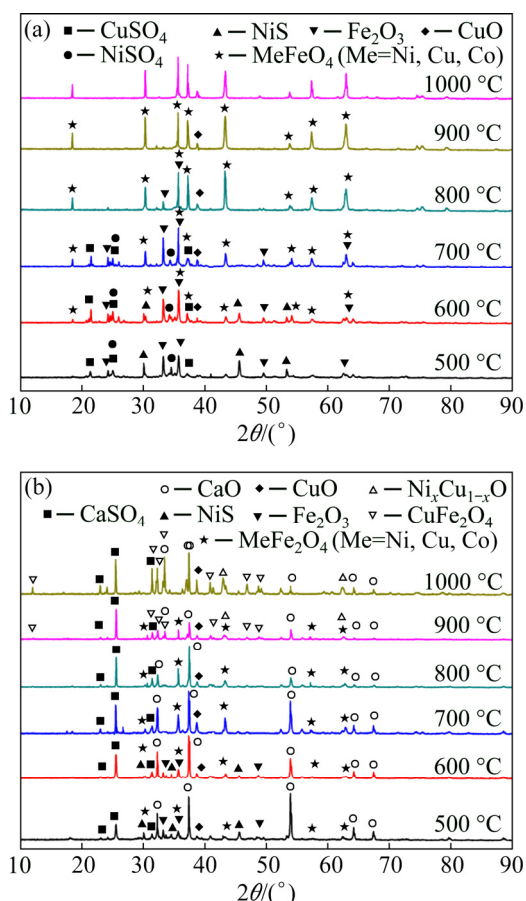 (a) ■ — CuSO₄ ▲ — NiS ▼ — Fe₂O₃ ◆ — CuO
● — NiSO₄ ★ — MeFeO₄ (Me=Ni, Cu, Co)
1000 °C
900 °C
800 °C
700 °C
600 °C
500 °C
10 20 30 40 50 60 70 80 90
2θ/(°)
(b) ○ — CaO ◆ — CuO △ — NiₓCu₁₋ₓO
■ — CaSO₄ ▲ — NiS ▼ — Fe₂O₃ ▽ — CuFe₂O₄
★ — MeFe₂O₄ (Me=Ni, Cu, Co)
1000 °C
900 °C
800 °C
700 °C
600 °C
500 °C
10 20 30 40 50 60 70 80 90
2θ/(°)